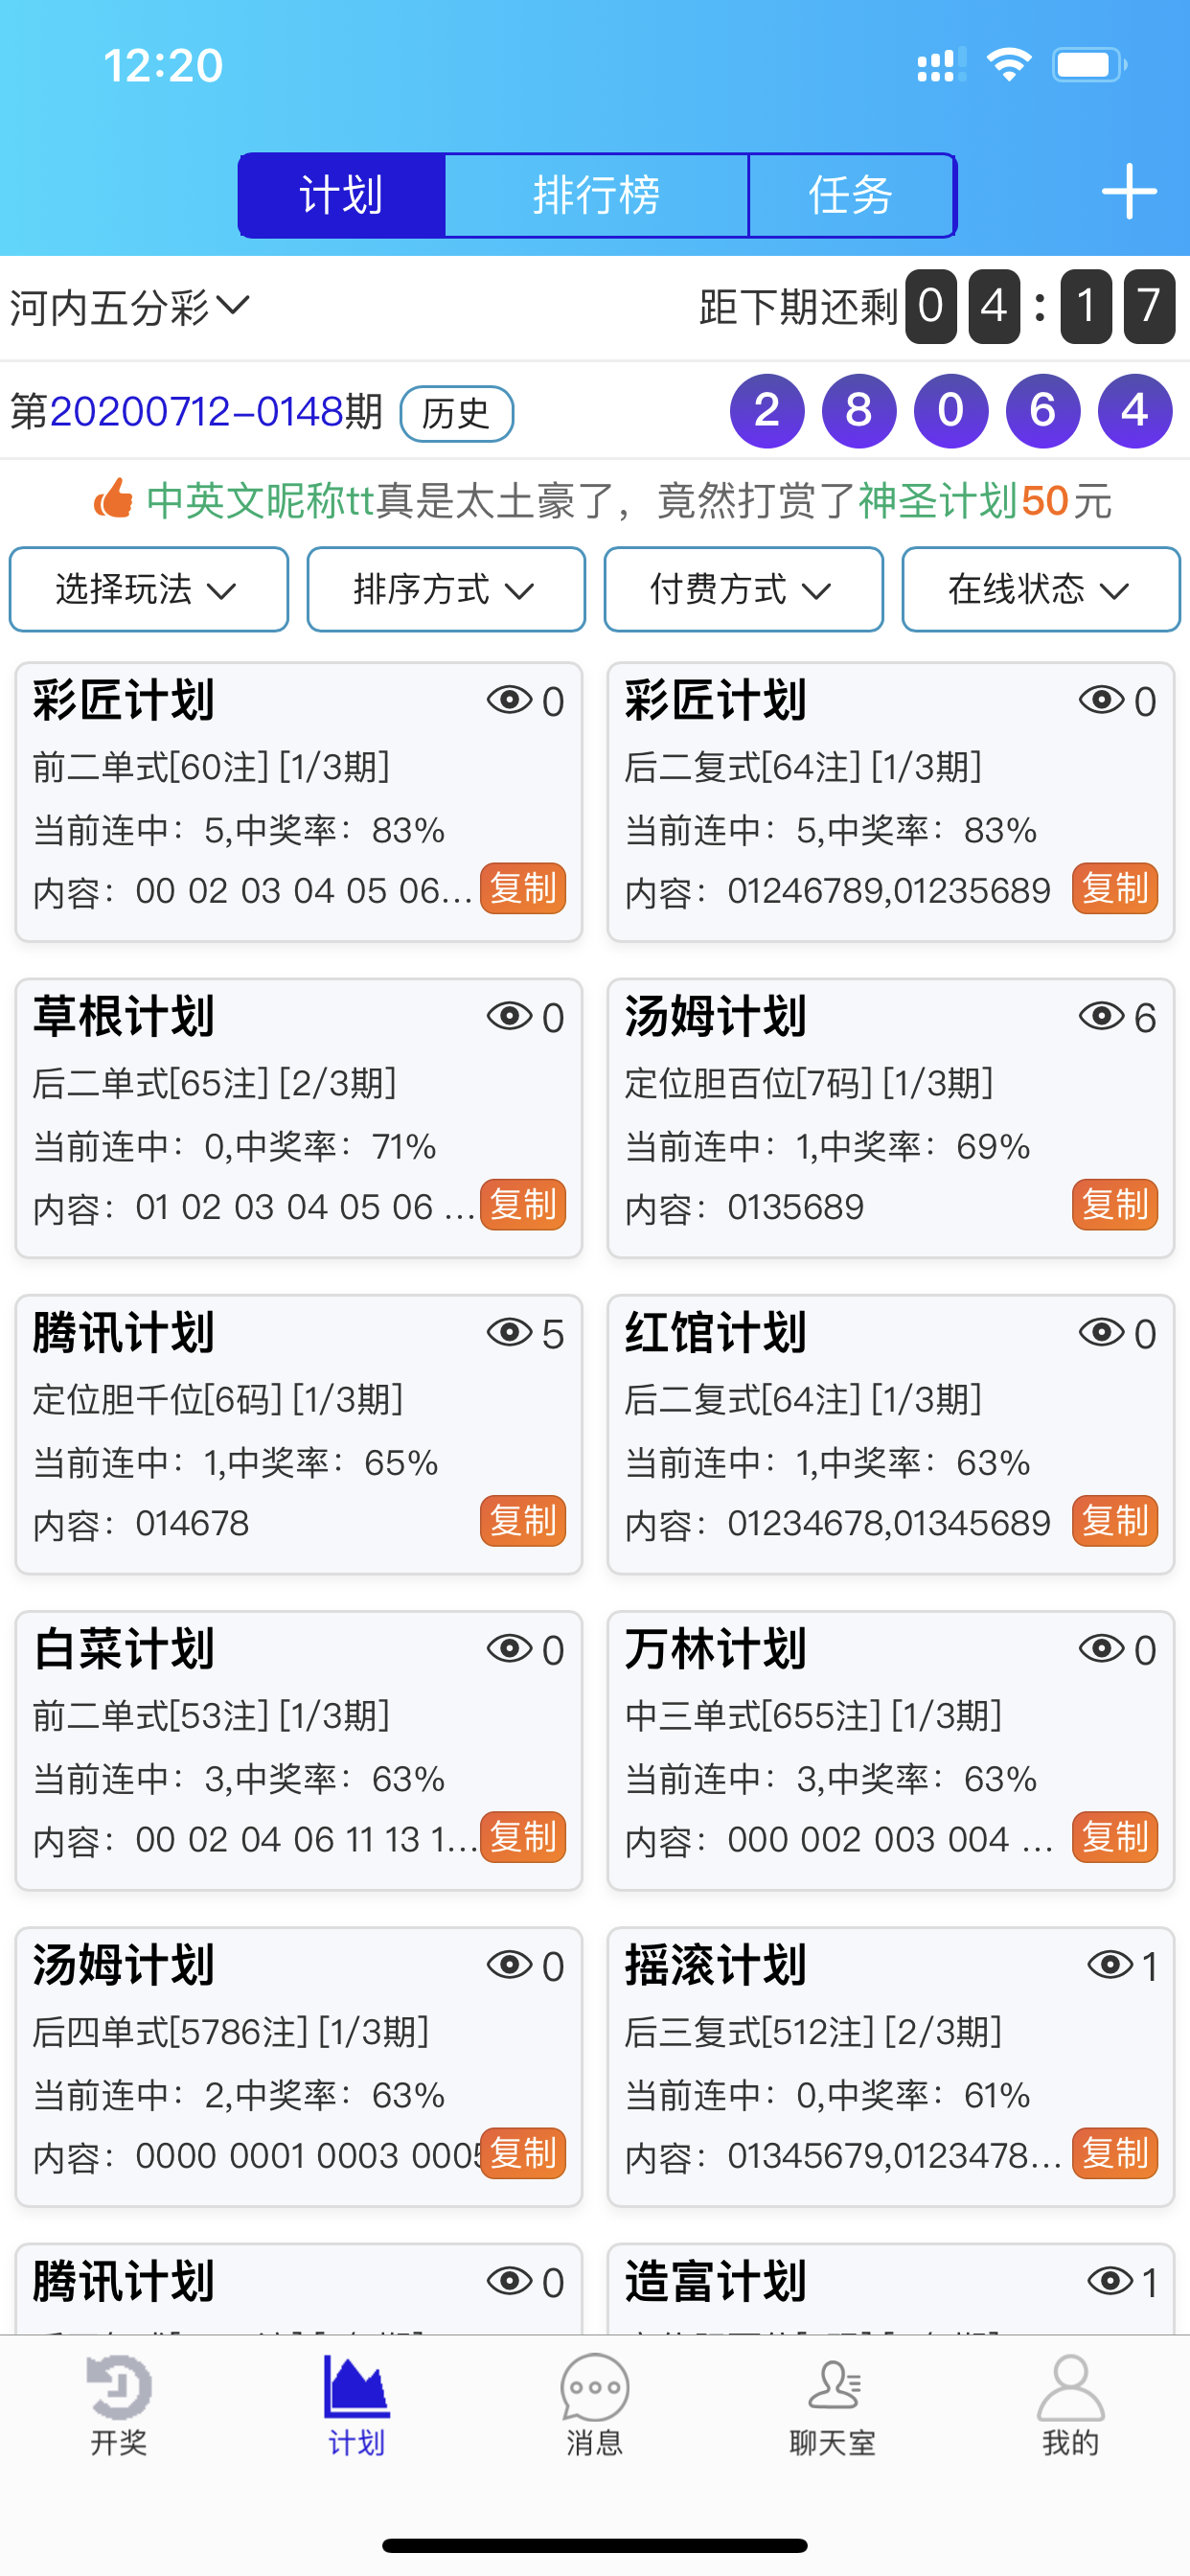 12:20
计划 排行榜 任务
河内五分彩 距下期还剩 0 4 : 1 7
第20200712-0148期 历史 2 8 0 6 4
中英文昵称tt真是太土豪了，竟然打赏了神圣计划50元
选择玩法 排序方式 付费方式 在线状态
彩匠计划 0
前二单式[60注] [1/3期]
当前连中：5,中奖率：83%
内容：00 02 03 04 05 06... 复制
彩匠计划 0
后二复式[64注] [1/3期]
当前连中：5,中奖率：83%
内容：01246789,01235689 复制
草根计划 0
后二单式[65注] [2/3期]
当前连中：0,中奖率：71%
内容：01 02 03 04 05 06 ... 复制
汤姆计划 6
定位胆百位[7码] [1/3期]
当前连中：1,中奖率：69%
内容：0135689 复制
腾讯计划 5
定位胆千位[6码] [1/3期]
当前连中：1,中奖率：65%
内容：014678 复制
红馆计划 0
后二复式[64注] [1/3期]
当前连中：1,中奖率：63%
内容：01234678,01345689 复制
白菜计划 0
前二单式[53注] [1/3期]
当前连中：3,中奖率：63%
内容：00 02 04 06 11 13 1... 复制
万林计划 0
中三单式[655注] [1/3期]
当前连中：3,中奖率：63%
内容：000 002 003 004 ... 复制
汤姆计划 0
后四单式[5786注] [1/3期]
当前连中：2,中奖率：63%
内容：0000 0001 0003 0005 复制
摇滚计划 1
后三复式[512注] [2/3期]
当前连中：0,中奖率：61%
内容：01345679,0123478... 复制
腾讯计划 0
造富计划 1
开奖 计划 消息 聊天室 我的